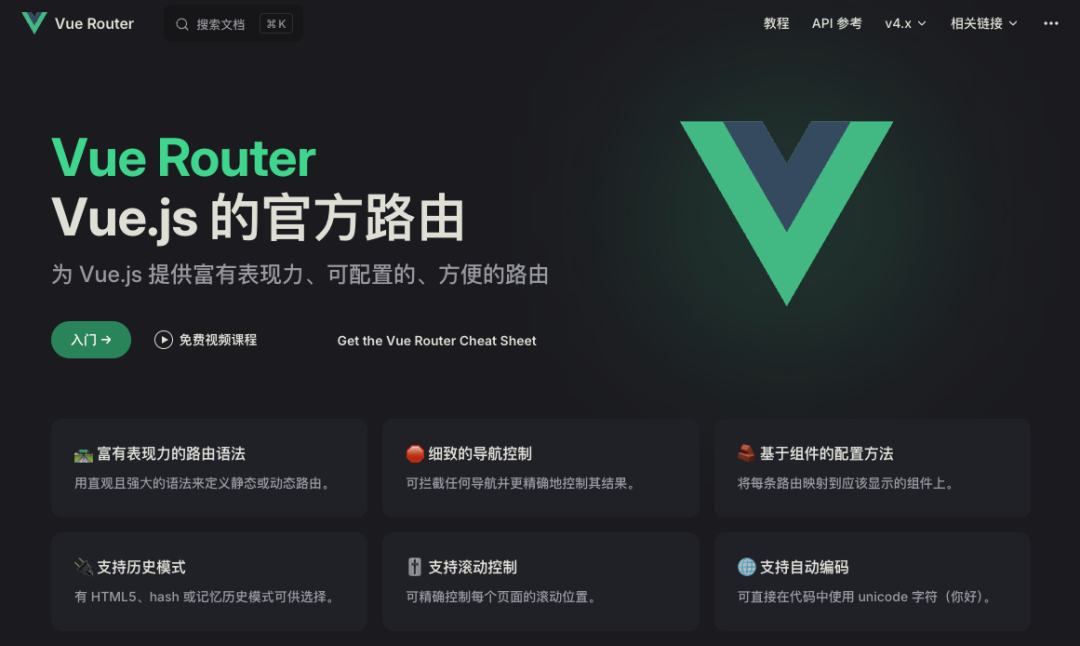 Vue Router
搜索文档
⌘K
教程
API 参考
v4.x
相关链接
Vue Router
Vue.js 的官方路由
为 Vue.js 提供富有表现力、可配置的、方便的路由
入门 →
免费视频课程
Get the Vue Router Cheat Sheet
富有表现力的路由语法
用直观且强大的语法来定义静态或动态路由。
细致的导航控制
可拦截任何导航并更精确地控制其结果。
基于组件的配置方法
将每条路由映射到应该显示的组件上。
支持历史模式
有 HTML5、hash 或记忆历史模式可供选择。
支持滚动控制
可精确控制每个页面的滚动位置。
支持自动编码
可直接在代码中使用 unicode 字符（你好）。